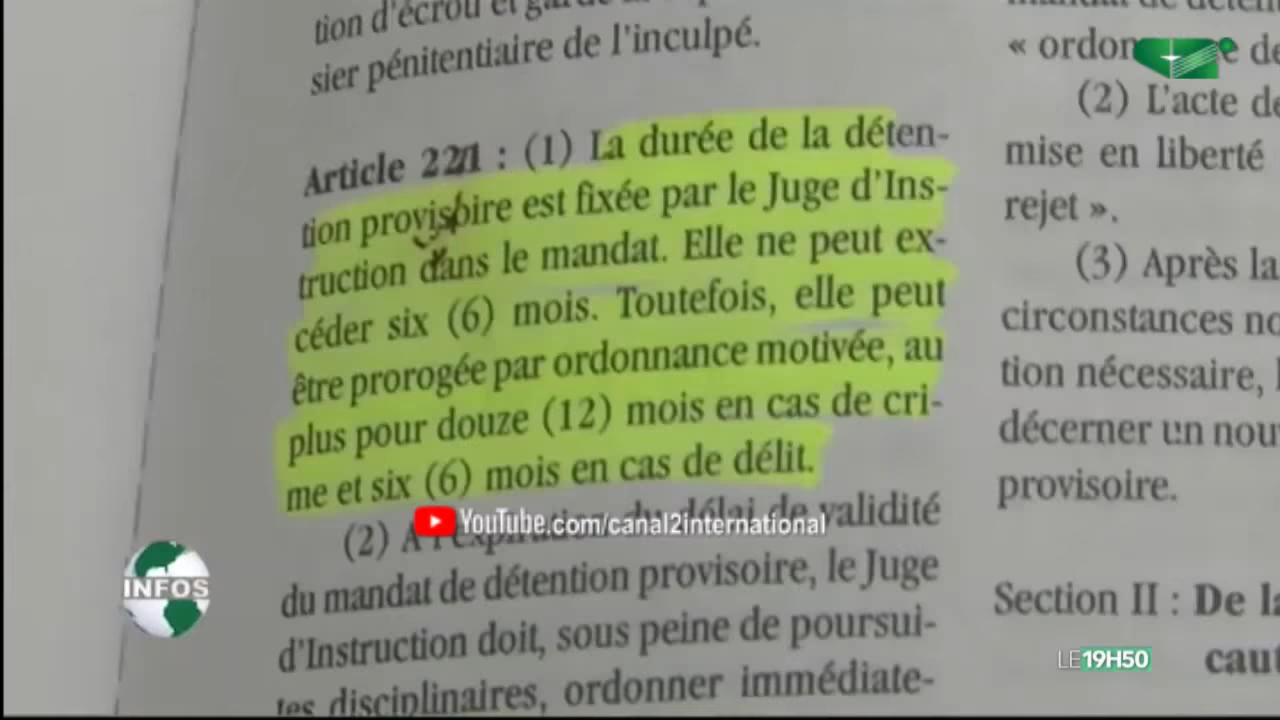 tion d'écrou et
sier pénitentiaire de l'inculpé.
Article 221 : (1) La durée de la déten-
tion provisoire est fixée par le Juge d'Ins-
truction dans le mandat. Elle ne peut ex-
céder six (6) mois. Toutefois, elle peut
être prorogée par ordonnance motivée, au
plus pour douze (12) mois en cas de cri-
me et six (6) mois en cas de délit.
(2) A l'expiration du délai de validité
du mandat de détention provisoire, le Juge
d'Instruction doit, sous peine de poursui-
tes disciplinaires, ordonner immédiate-
(2) L'acte de
mise en liberté
rejet ».
(3) Après la
circonstances no
tion nécessaire,
décerner un nou
provisoire.
Section II : De la
caut
YouTube.com/canal2international
INFOS
LE 19H50